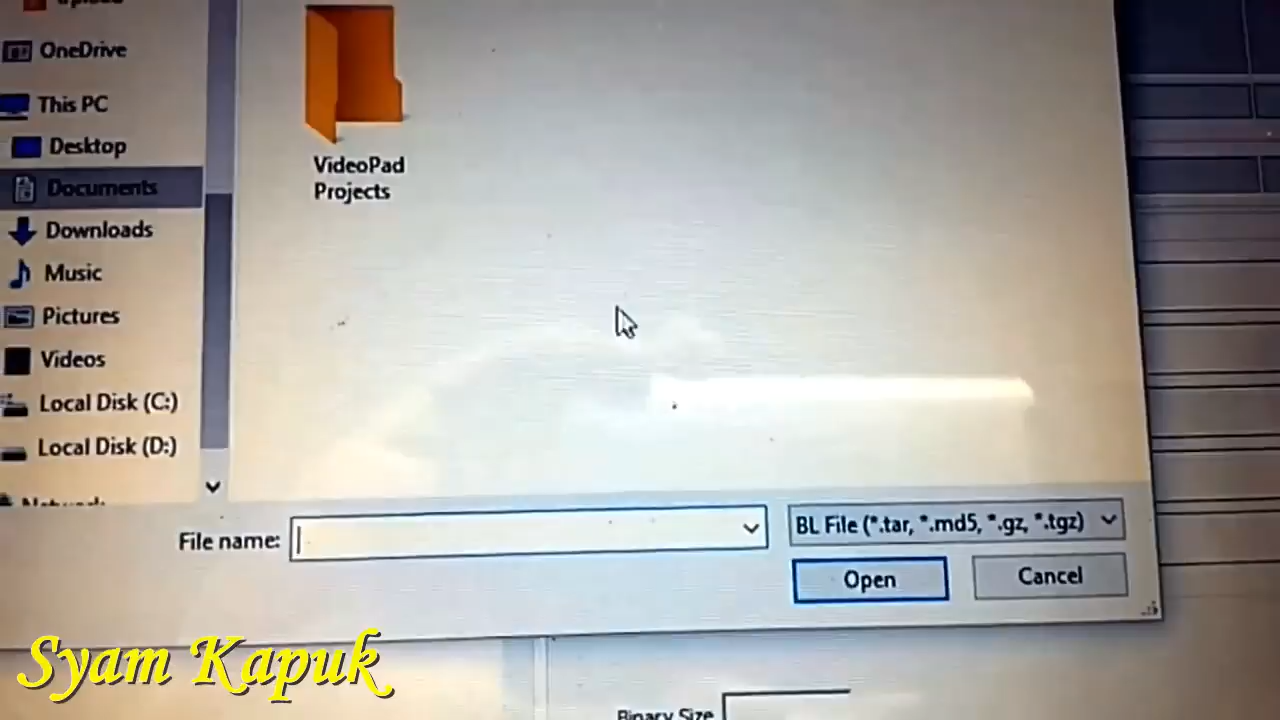 Upload
OneDrive
This PC
Desktop
Documents
Downloads
Music
Pictures
Videos
Local Disk (C:)
Local Disk (D:)
VideoPad
Projects
File name:
BL File (*.tar, *.md5, *.gz, *.tgz)
Open
Cancel
Binary Size
Syam Kapuk